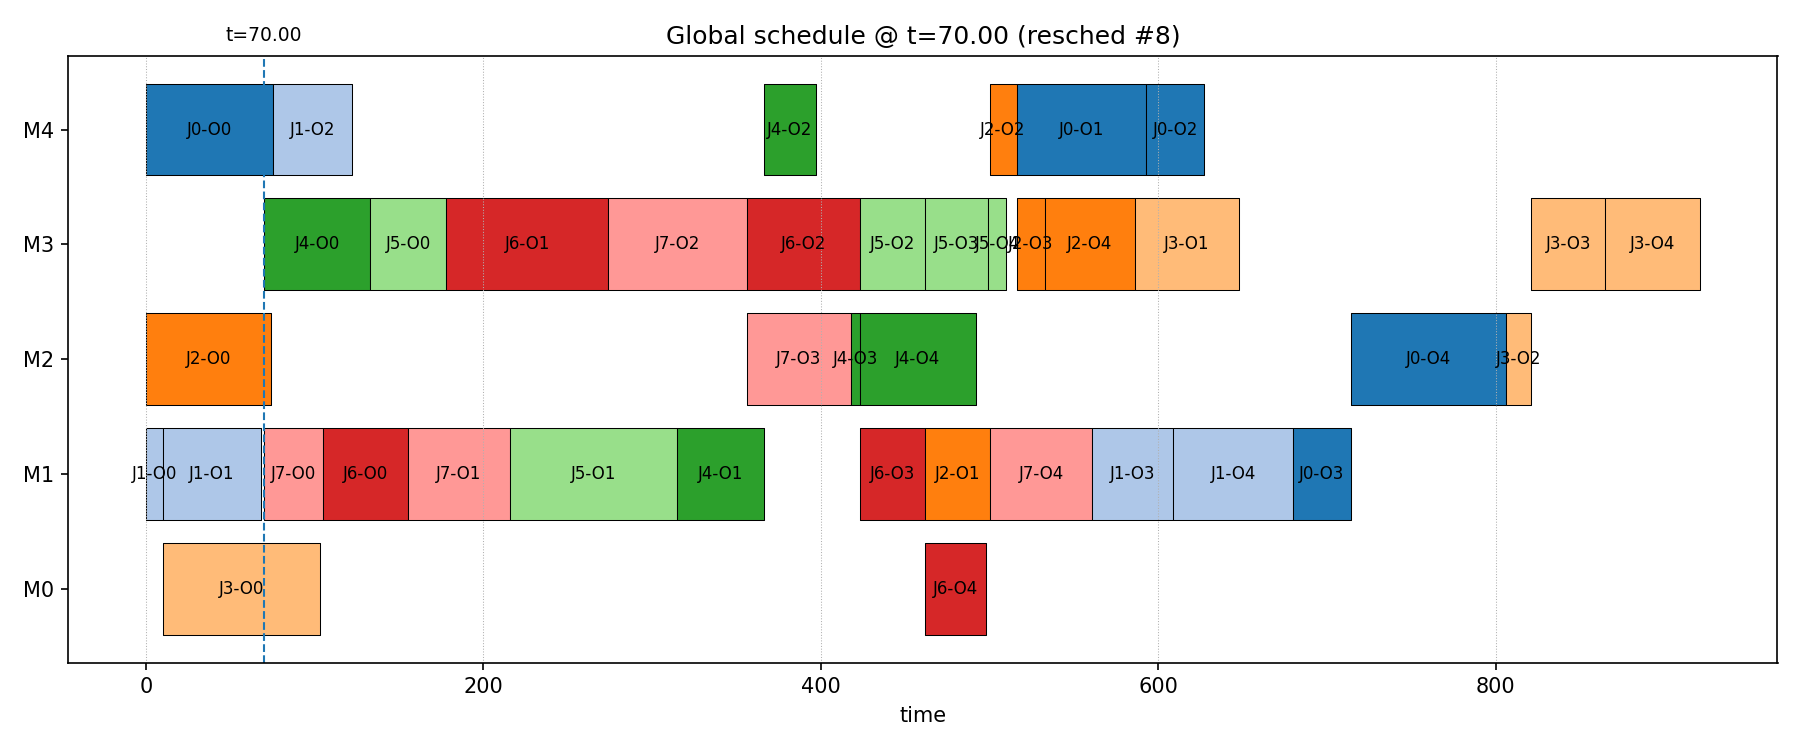 t=70.00
Global schedule @ t=70.00 (resched #8)
M4
J0-O0
J1-O2
J4-O2
J2-O2
J0-O1
J0-O2
M3
J4-O0
J5-O0
J6-O1
J7-O2
J6-O2
J5-O2
J5-O3
J5-O4
J2-O3
J2-O4
J3-O1
J3-O3
J3-O4
M2
J2-O0
J7-O3
J4-O3
J4-O4
J0-O4
J3-O2
M1
J1-O0
J1-O1
J7-O0
J6-O0
J7-O1
J5-O1
J4-O1
J6-O3
J2-O1
J7-O4
J1-O3
J1-O4
J0-O3
M0
J3-O0
J6-O4
0
200
400
600
800
time